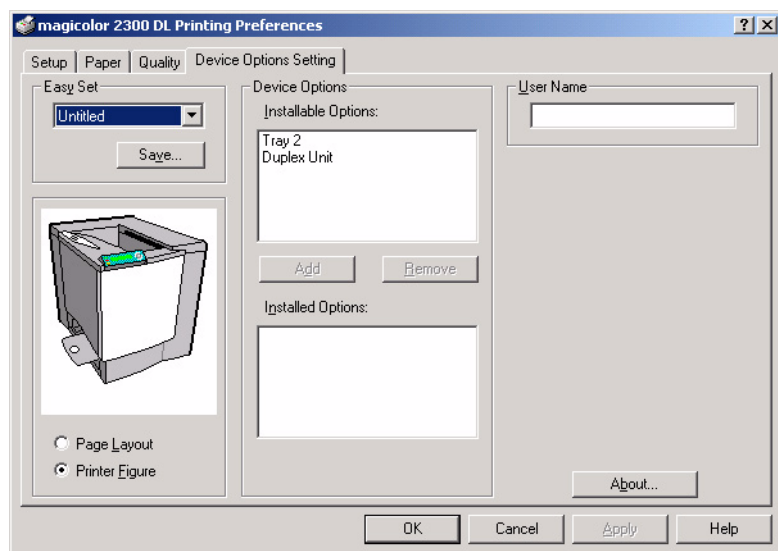 magicolor 2300 DL Printing Preferences
Setup
Paper
Quality
Device Options Setting
Easy Set
Untitled
Save...
Page Layout
Printer Figure
Device Options
Installable Options:
Tray 2
Duplex Unit
Add
Remove
Installed Options:
User Name
About...
OK
Cancel
Apply
Help